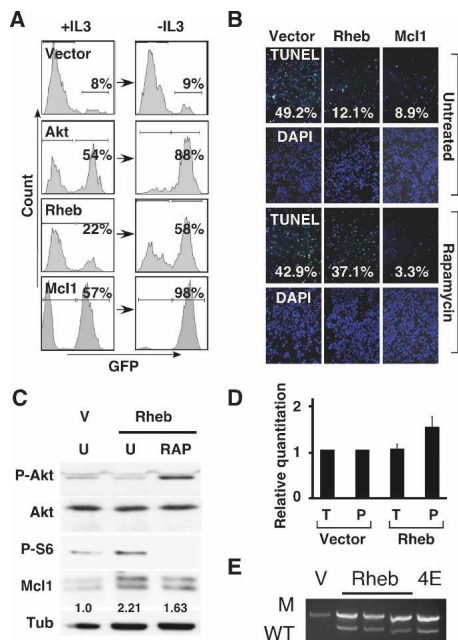 A
+IL3 -IL3
Vector
8% 9%
Akt
54% 88%
Rheb
22% 58%
Mcl1
57% 98%
Count
GFP
B
Vector Rheb Mcl1
TUNEL
49.2% 12.1% 8.9%
DAPI
Untreated
TUNEL
42.9% 37.1% 3.3%
DAPI
Rapamycin
C
V Rheb
U U RAP
P-Akt
Akt
P-S6
Mcl1
1.0 2.21 1.63
Tub
D
Relative quantitation
2
1
0
T P T P
Vector Rheb
E
V Rheb 4E
M
WT